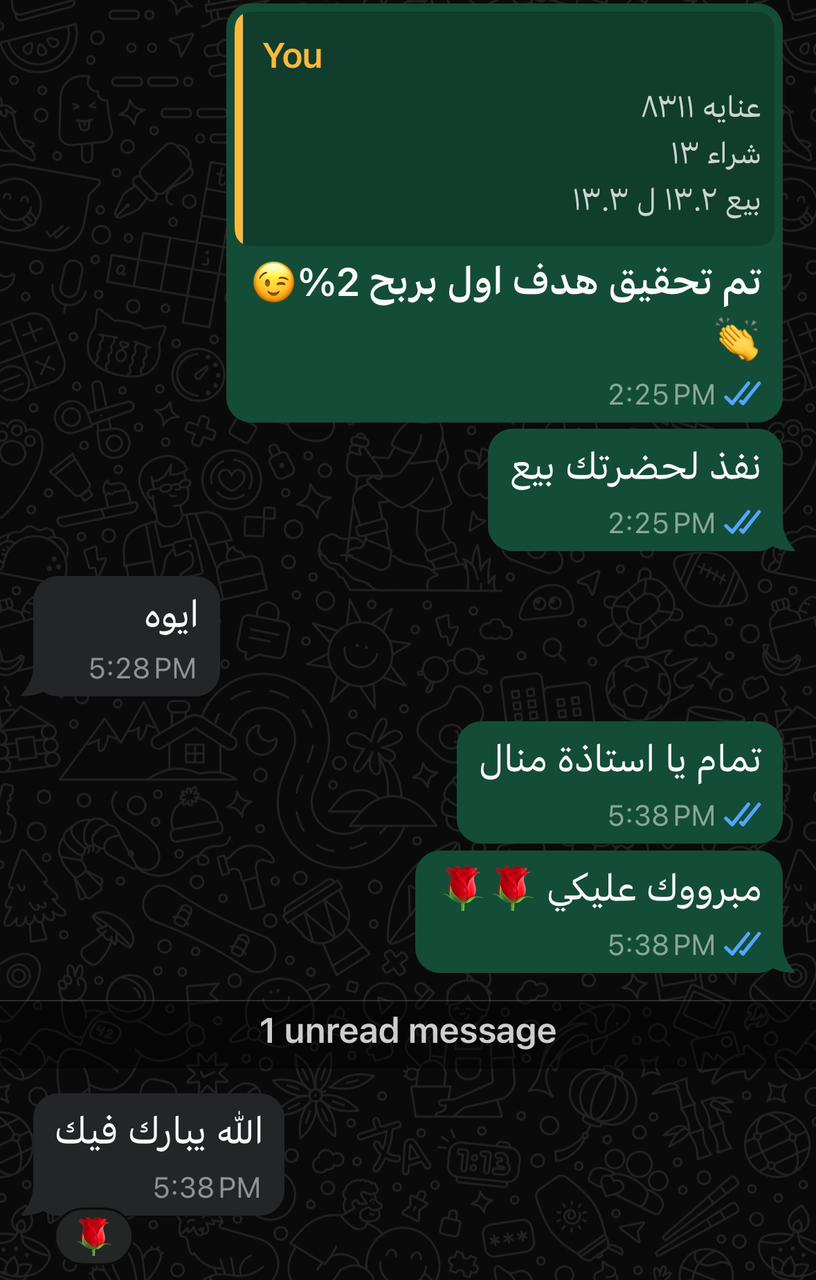 You
عنايه ٨٣١١
شراء ١٣
بيع ١٣.٢ ل ١٣.٣
تم تحقيق هدف اول بربح 2%😉
👏
2:25 PM
نفذ لحضرتك بيع
2:25 PM
ايوه
5:28 PM
تمام يا استاذة منال
5:38 PM
مبرووك عليكي 🌹🌹
5:38 PM
1 unread message
الله يبارك فيك
5:38 PM
🌹